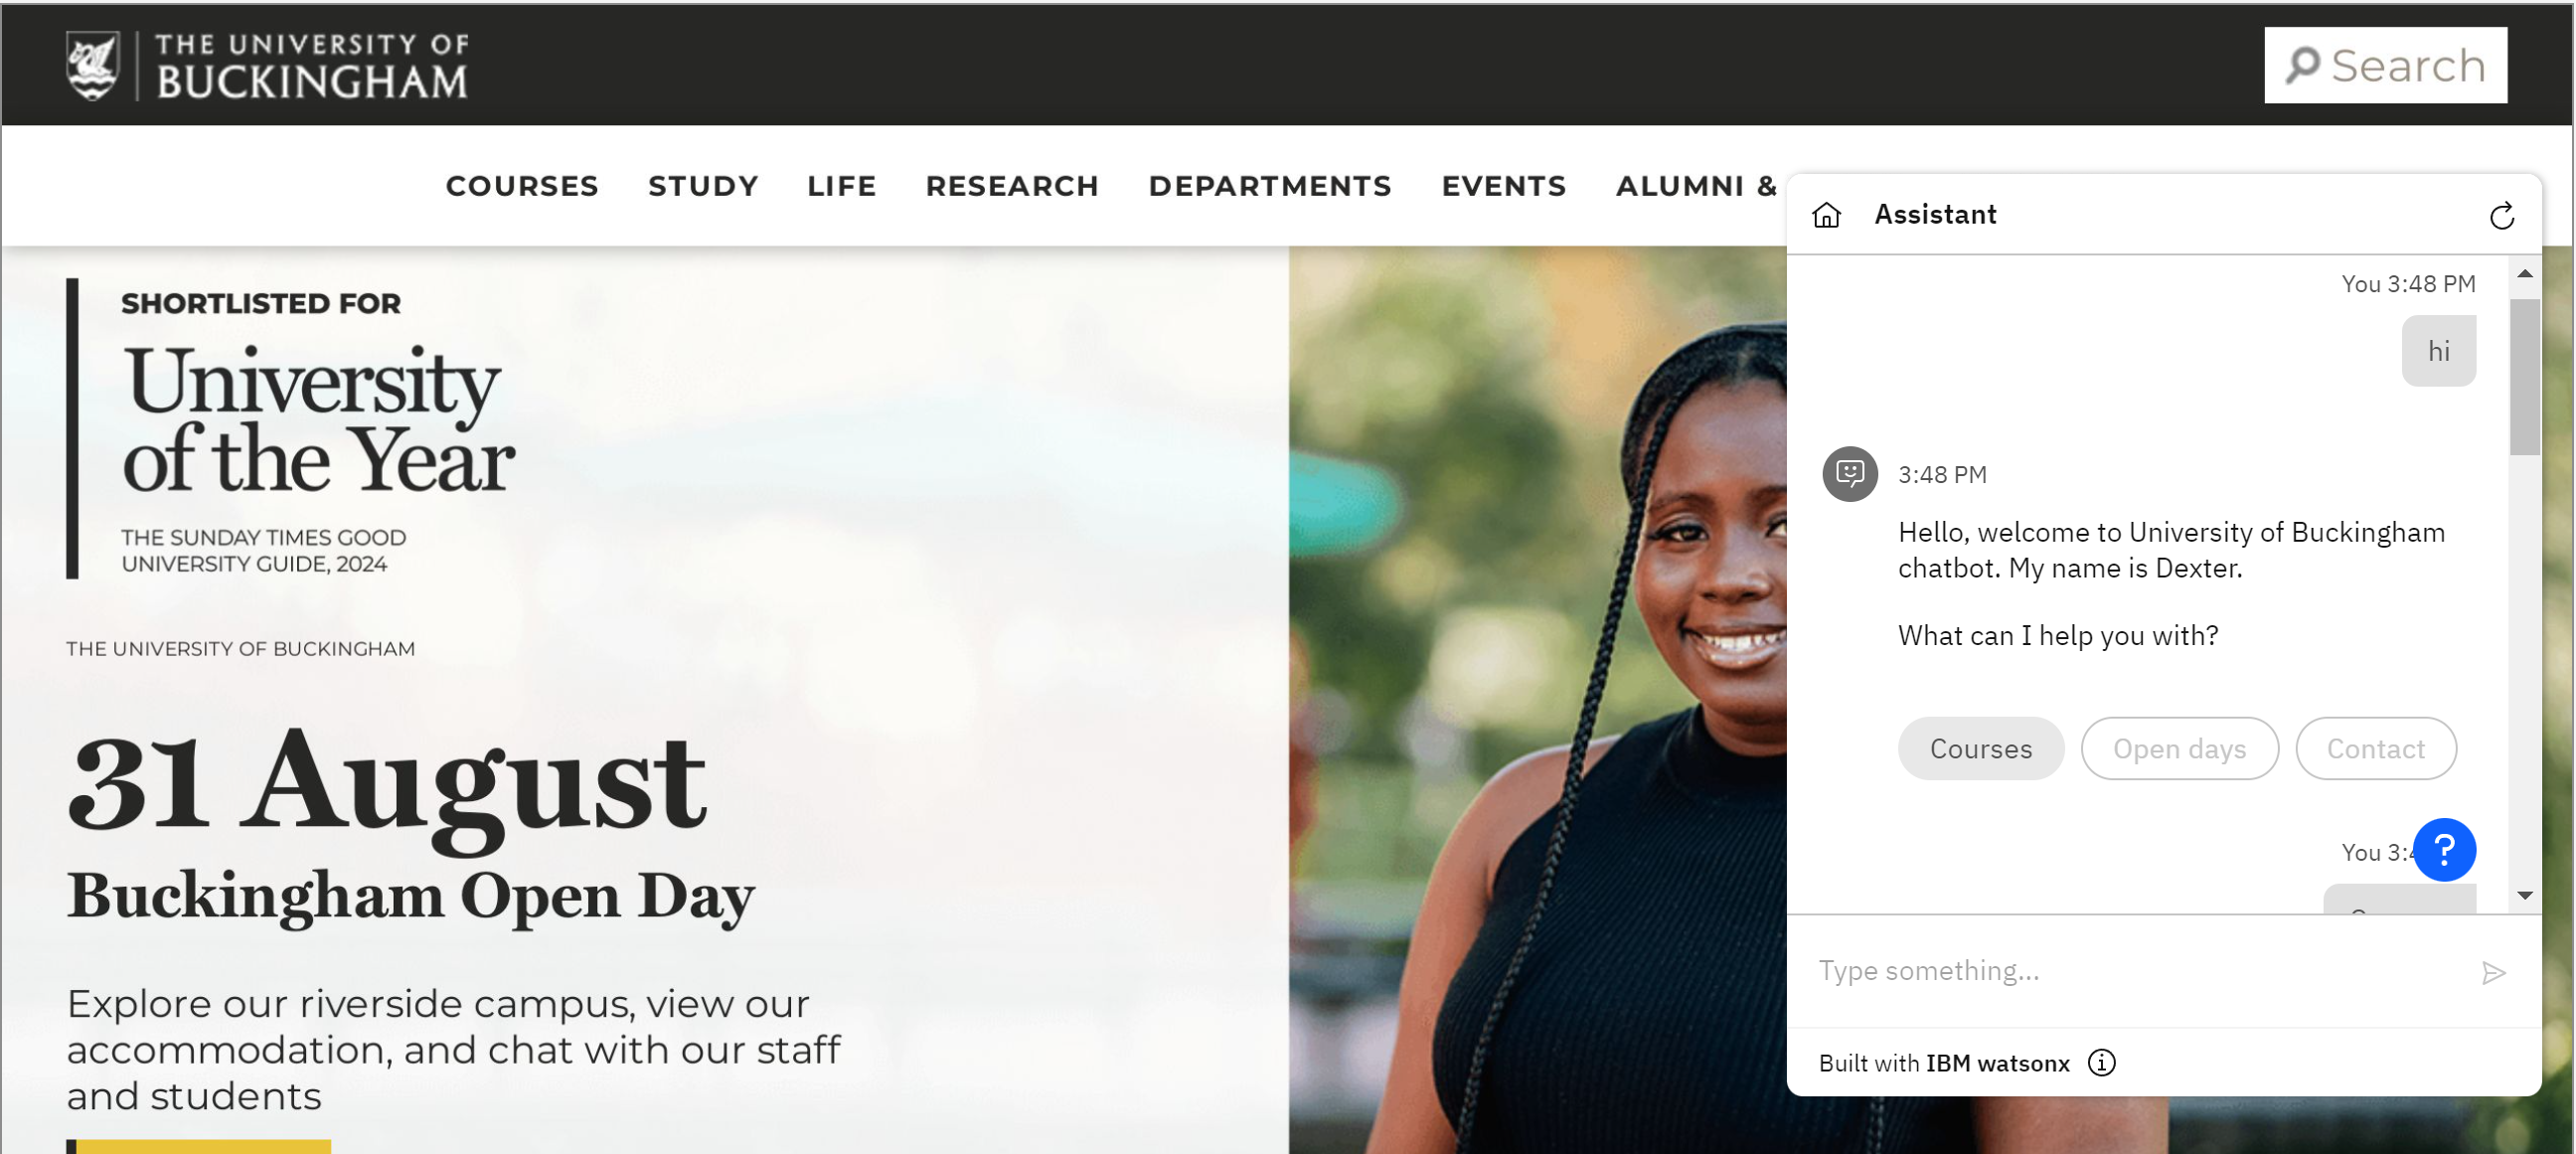 THE UNIVERSITY OF
BUCKINGHAM
Search
COURSES STUDY LIFE RESEARCH DEPARTMENTS EVENTS ALUMNI &
SHORTLISTED FOR
University
of the Year
THE SUNDAY TIMES GOOD
UNIVERSITY GUIDE, 2024
THE UNIVERSITY OF BUCKINGHAM
31 August
Buckingham Open Day
Explore our riverside campus, view our
accommodation, and chat with our staff
and students
Assistant
You 3:48 PM
hi
3:48 PM
Hello, welcome to University of Buckingham
chatbot. My name is Dexter.
What can I help you with?
Courses Open days Contact
You
?
Type something...
Built with IBM watsonx